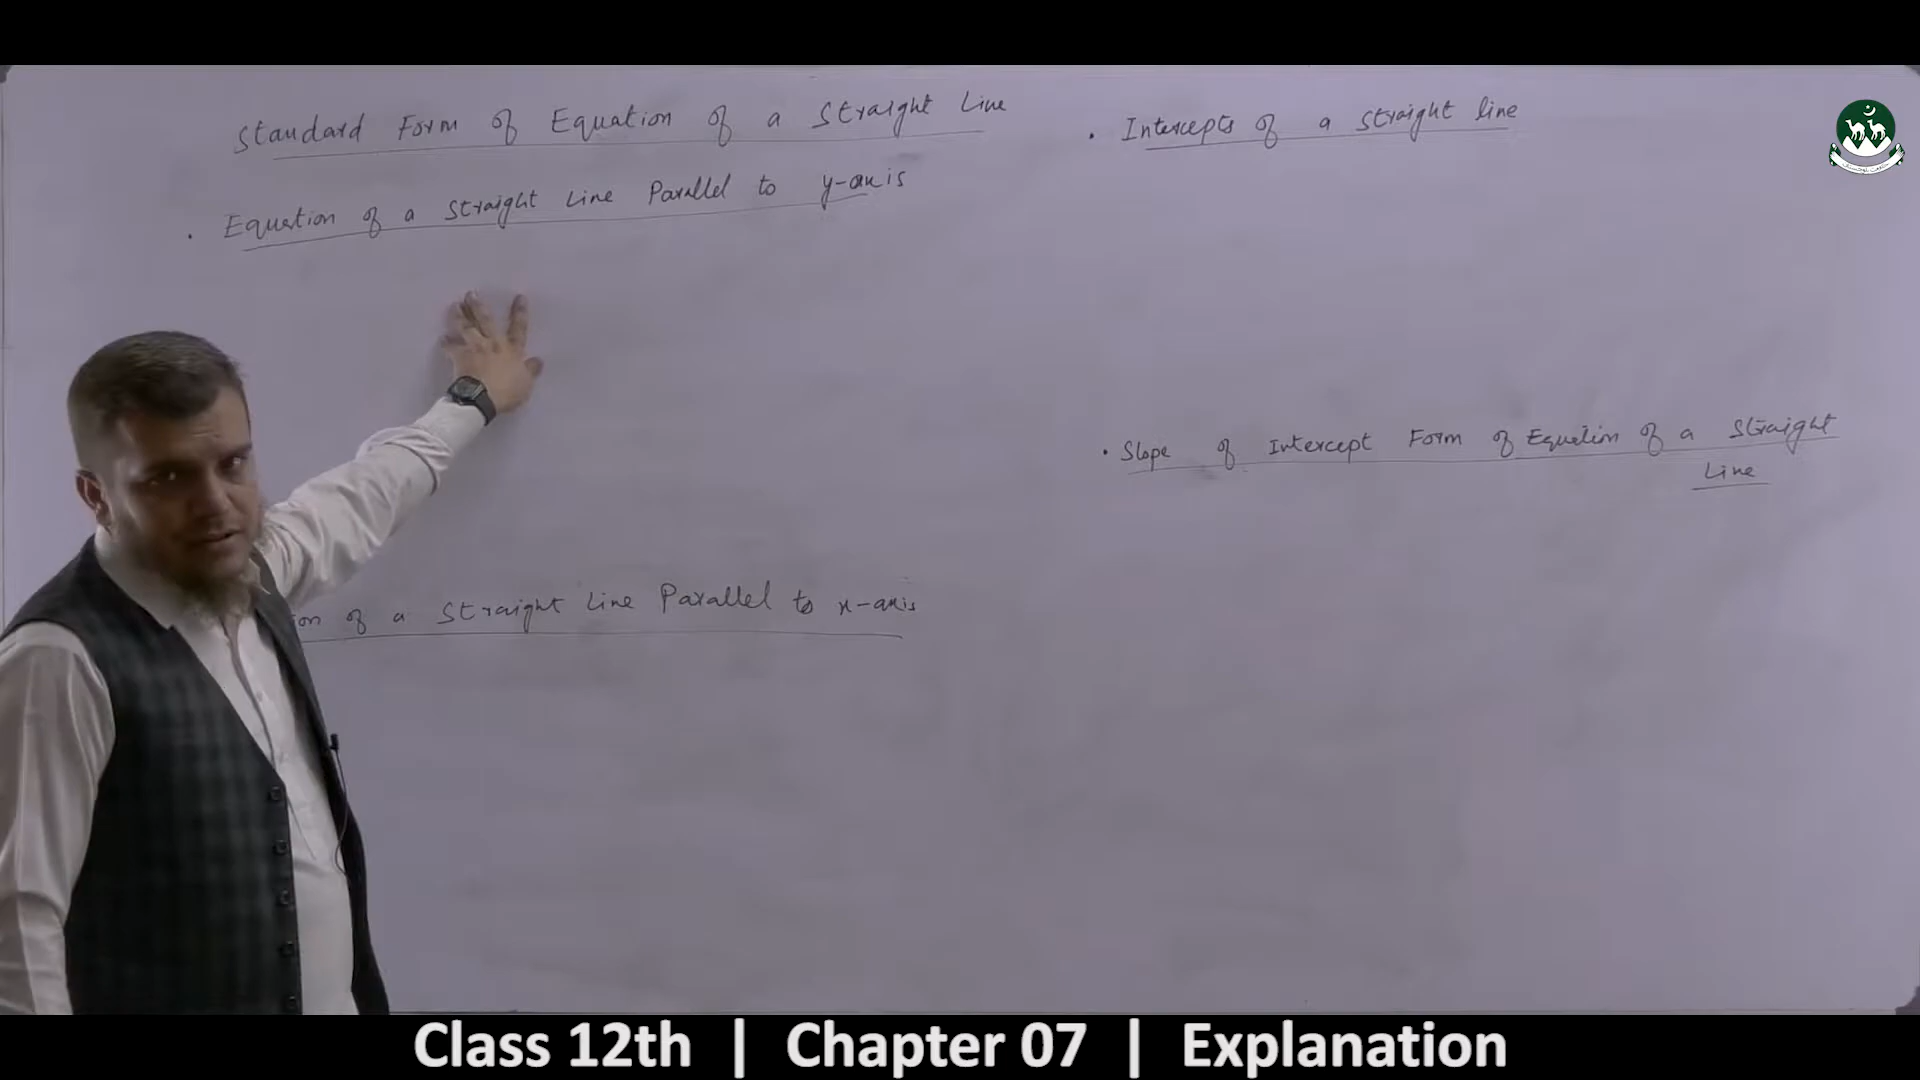 Standard Form of Equation of a Straight Line
. Equation of a Straight Line Parallel to y-axis
ion of a Straight Line Parallel to x-axis
. Intercepts of a straight line
. Slope of Intercept Form of Equation of a Straight
Line
Class 12th | Chapter 07 | Explanation